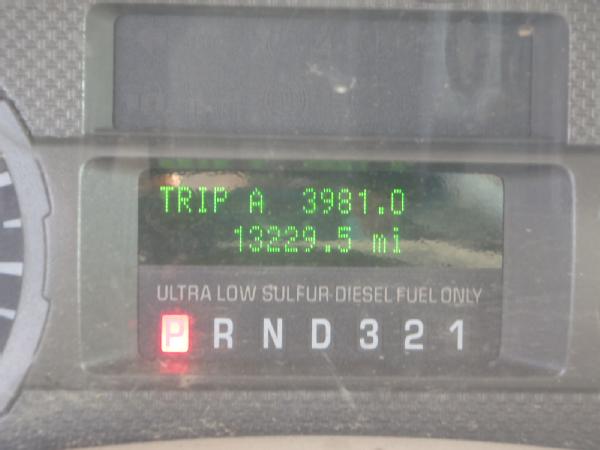 TRIP A 3981.0
13229.5 mi
ULTRA LOW SULFUR DIESEL FUEL ONLY
P R N D 3 2 1